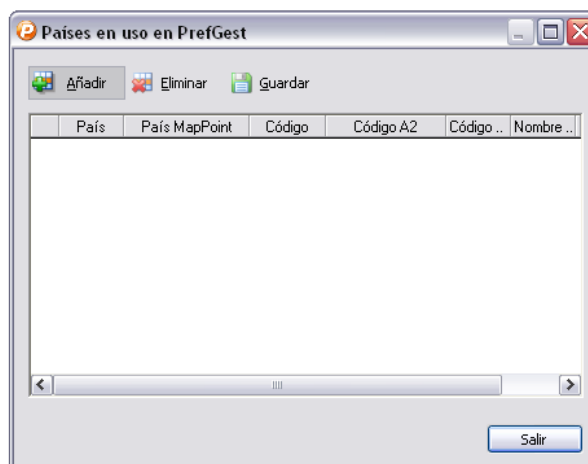 Países en uso en PrefGest
Añadir Eliminar Guardar
País País MapPoint Código Código A2 Código .. Nombre ..
Salir